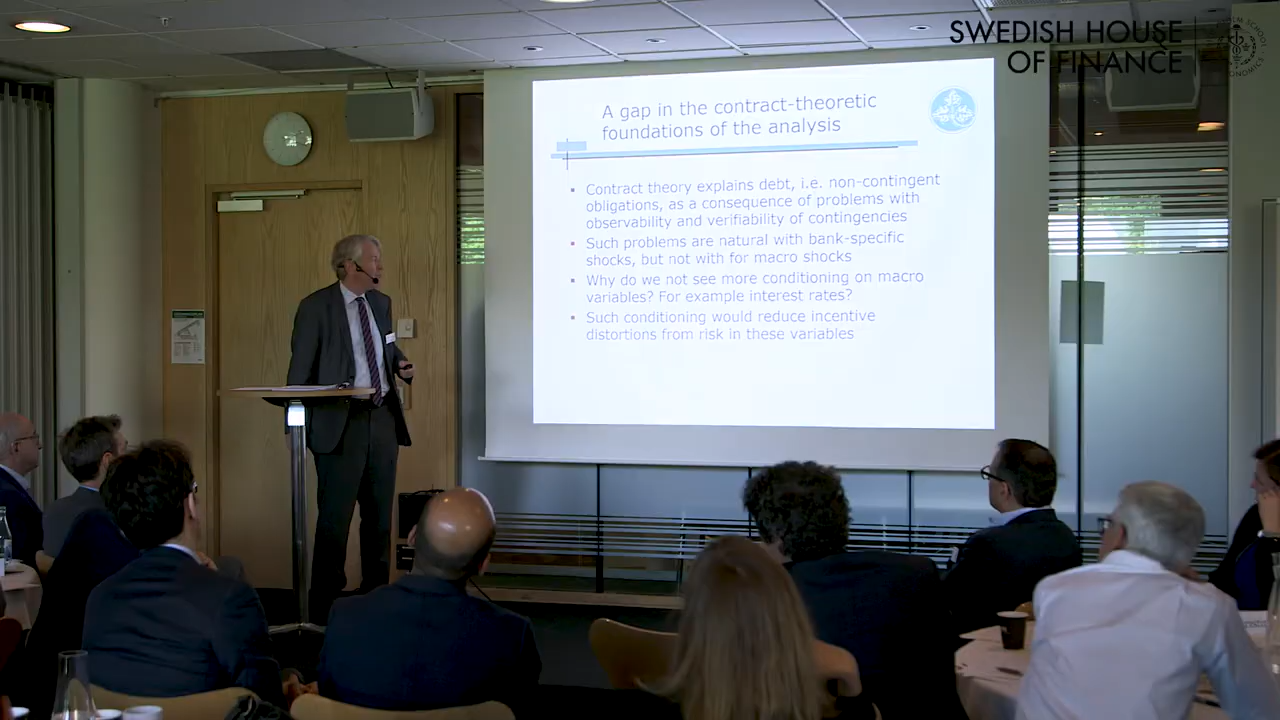 SWEDISH HOUSE
OF FINANCE
A gap in the contract-theoretic
foundations of the analysis
Contract theory explains debt, i.e. non-contingent
obligations, as a consequence of problems with
observability and verifiability of contingencies
Such problems are natural with bank-specific
shocks, but not with for macro shocks
Why do we not see more conditioning on macro
variables? For example interest rates?
Such conditioning would reduce incentive
distortions from risk in these variables